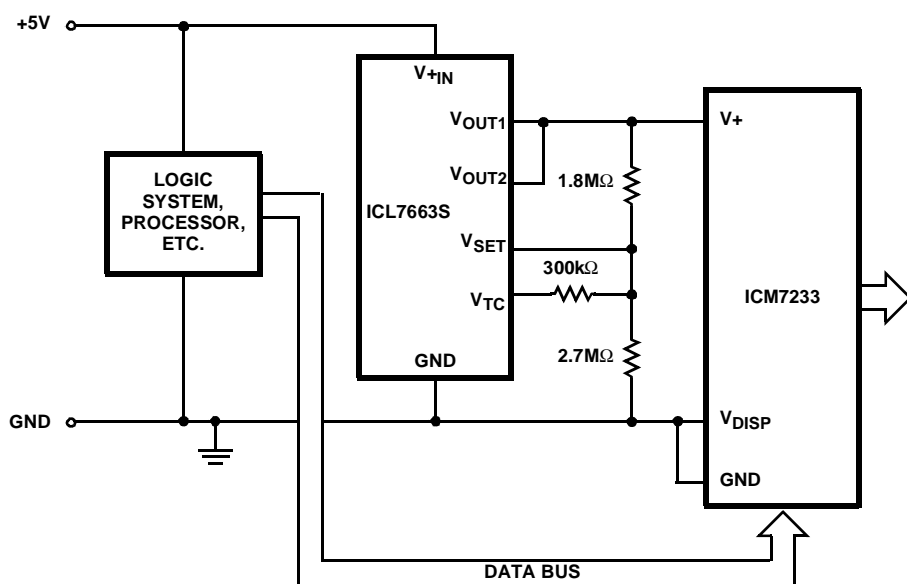 +5V
V+IN
VOUT1
V+
VOUT2
1.8MΩ
LOGIC
SYSTEM,
PROCESSOR,
ETC.
ICL7663S
VSET
300kΩ
ICM7233
VTC
2.7MΩ
GND
GND
VDISP
GND
DATA BUS